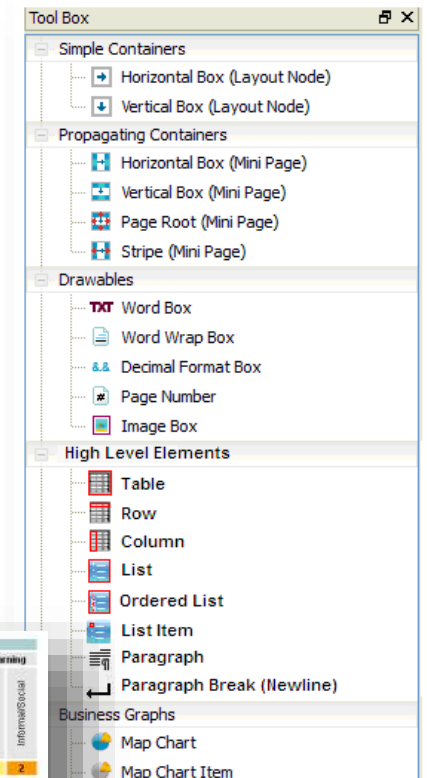 Tool Box
Simple Containers
Horizontal Box (Layout Node)
Vertical Box (Layout Node)
Propagating Containers
Horizontal Box (Mini Page)
Vertical Box (Mini Page)
Page Root (Mini Page)
Stripe (Mini Page)
Drawables
TXT Word Box
Word Wrap Box
&.& Decimal Format Box
# Page Number
Image Box
High Level Elements
Table
Row
Column
List
Ordered List
List Item
Paragraph
Paragraph Break (Newline)
Business Graphs
Map Chart
Map Chart Item
Informal/Social
2